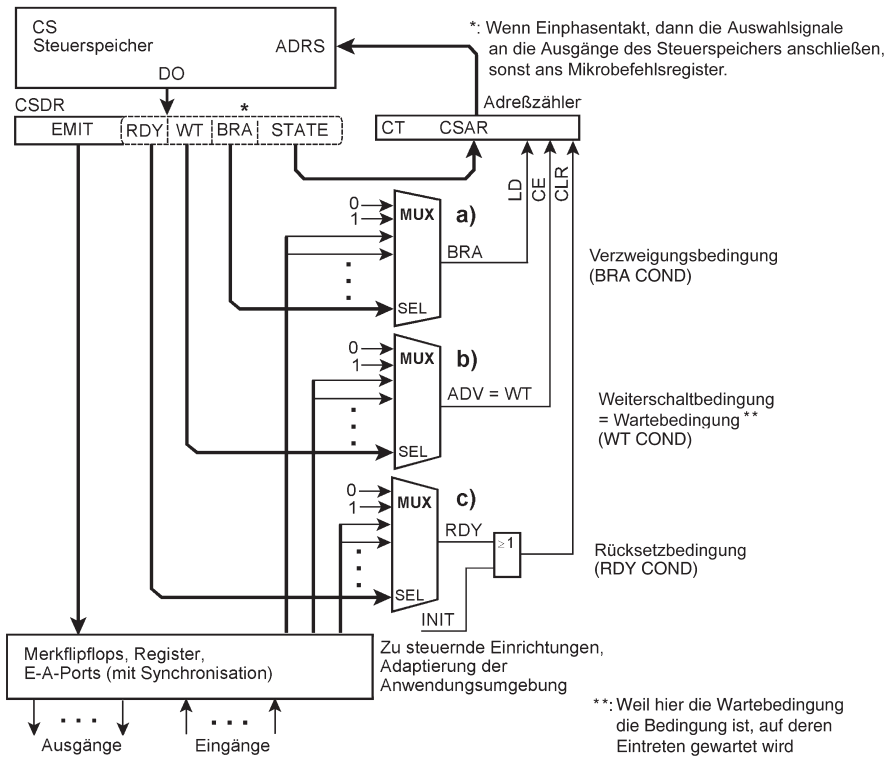 CS
Steuerspeicher
ADRS
DO
*: Wenn Einphasentakt, dann die Auswahlsignale
an die Ausgänge des Steuerspeichers anschließen,
sonst ans Mikrobefehlsregister.
CSDR
*
Adreßzähler
EMIT RDY WT BRA STATE
CT CSAR
LD
CE
CLR
0
1
MUX
a)
BRA
SEL
Verzweigungsbedingung
(BRA COND)
0
1
MUX
b)
ADV = WT
SEL
Weiterschaltbedingung
= Wartebedingung **
(WT COND)
0
1
MUX
c)
RDY
≥1
SEL
INIT
Rücksetzbedingung
(RDY COND)
Merkflipflops, Register,
E-A-Ports (mit Synchronisation)
Zu steuernde Einrichtungen,
Adaptierung der
Anwendungsumgebung
Ausgänge
Eingänge
**: Weil hier die Wartebedingung
die Bedingung ist, auf deren
Eintreten gewartet wird